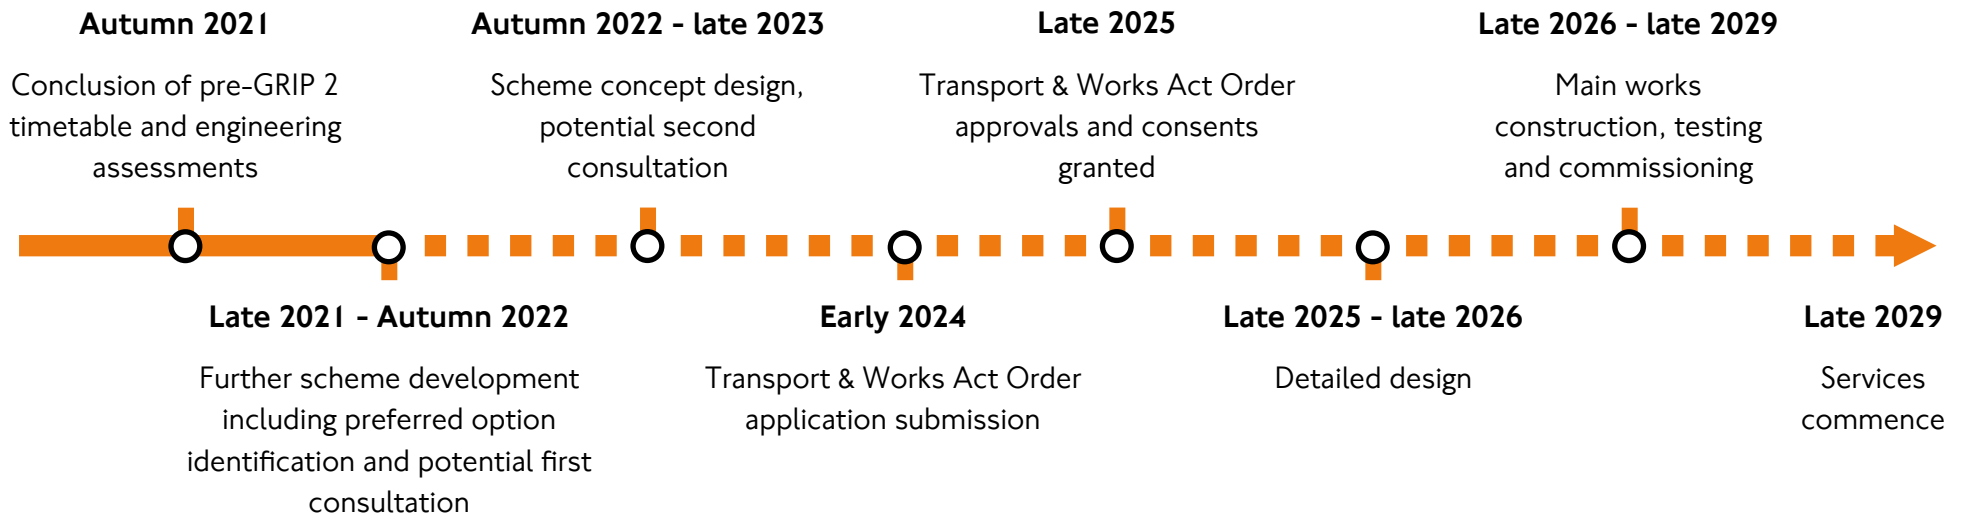 Autumn 2021
Conclusion of pre-GRIP 2
timetable and engineering
assessments
Autumn 2022 - late 2023
Scheme concept design,
potential second
consultation
Late 2025
Transport & Works Act Order
approvals and consents
granted
Late 2026 - late 2029
Main works
construction, testing
and commissioning
Late 2021 - Autumn 2022
Further scheme development
including preferred option
identification and potential first
consultation
Early 2024
Transport & Works Act Order
application submission
Late 2025 - late 2026
Detailed design
Late 2029
Services
commence